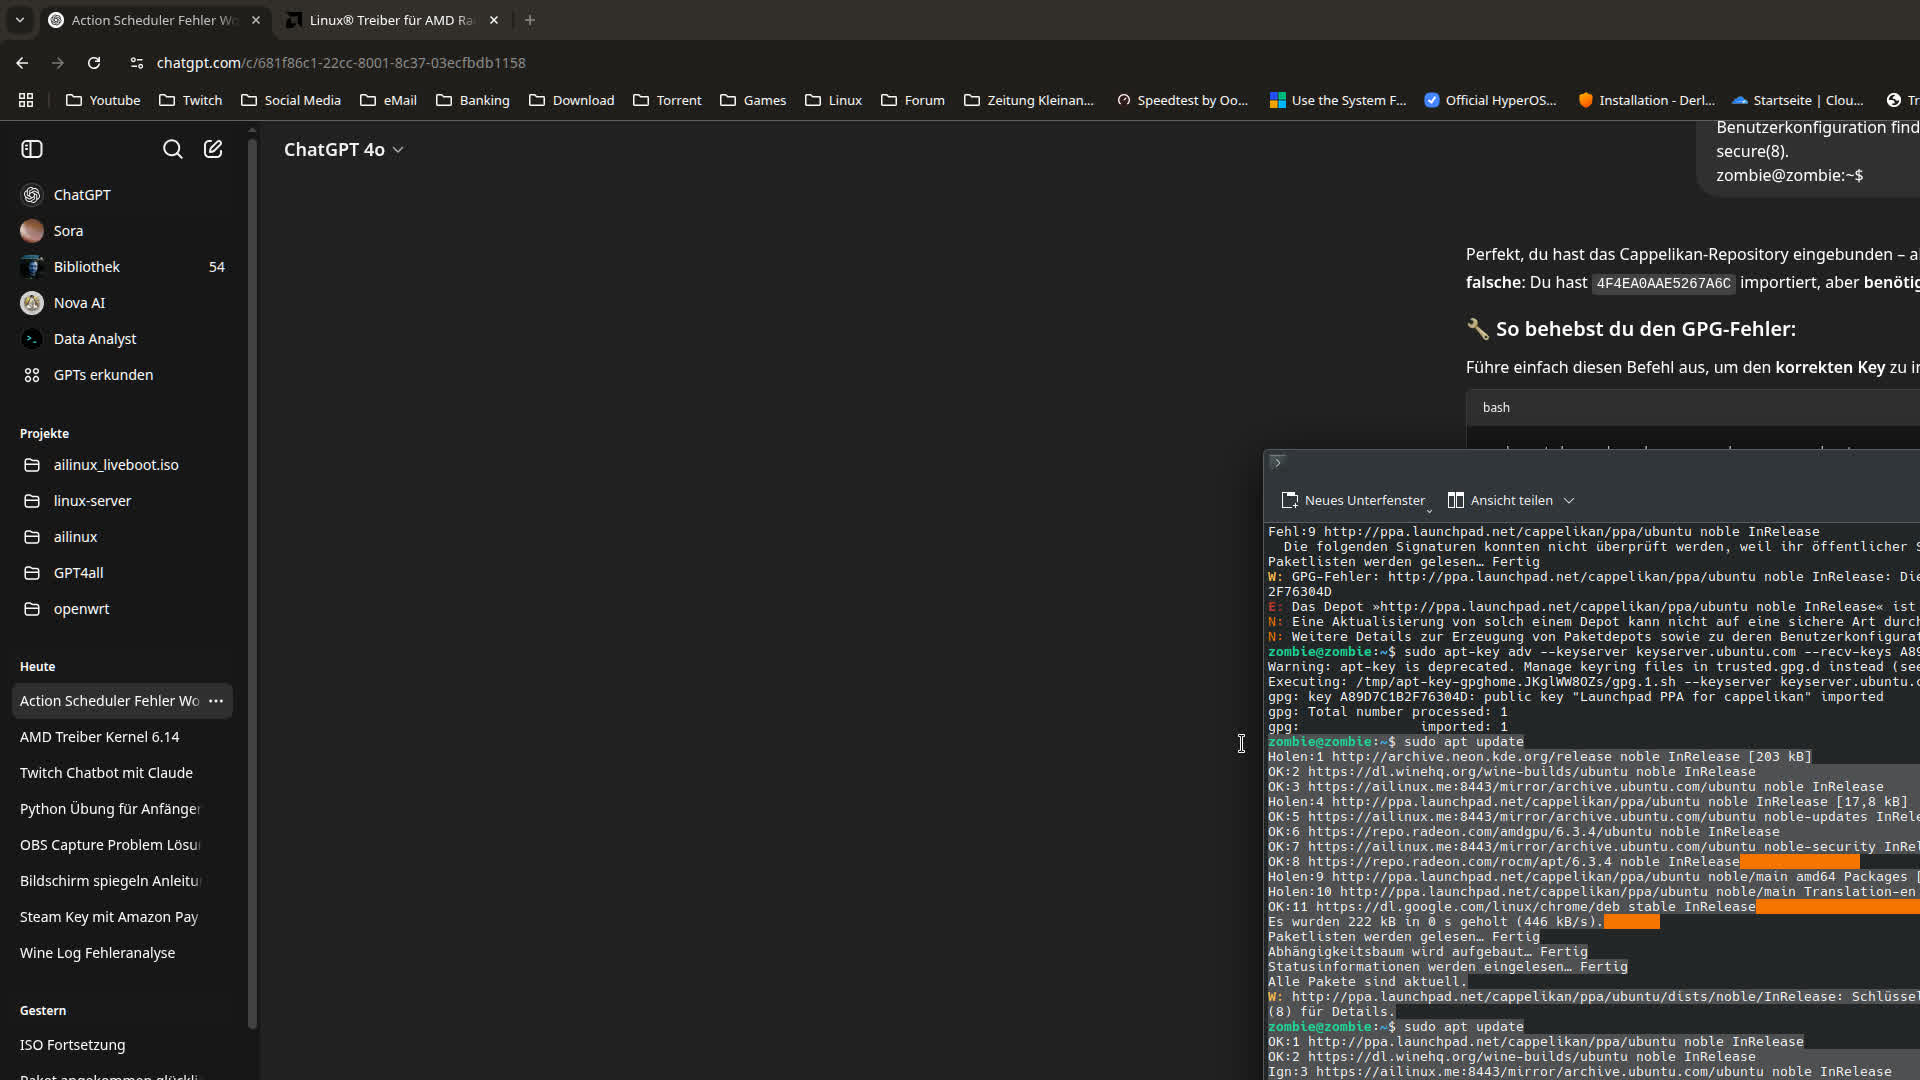 Action Scheduler Fehler Wo
Linux® Treiber für AMD Ra
chatgpt.com/c/681f86c1-22cc-8001-8c37-03ecfbdb1158
Youtube Twitch Social Media eMail Banking Download Torrent Games Linux Forum Zeitung Kleinan... Speedtest by Oo... Use the System F... Official HyperOS... Installation - Derl... Startseite | Clou... Tr
ChatGPT 4o
ChatGPT
Sora
Bibliothek 54
Nova AI
Data Analyst
GPTs erkunden
Projekte
ailinux_liveboot.iso
linux-server
ailinux
GPT4all
openwrt
Heute
Action Scheduler Fehler Wo
AMD Treiber Kernel 6.14
Twitch Chatbot mit Claude
Python Übung für Anfänger
OBS Capture Problem Lösu
Bildschirm spiegeln Anleitu
Steam Key mit Amazon Pay
Wine Log Fehleranalyse
Gestern
ISO Fortsetzung
Benutzerkonfiguration find
secure(8).
zombie@zombie:~$
Perfekt, du hast das Cappelikan-Repository eingebunden – a
falsche: Du hast 4F4EA0AAE5267A6C importiert, aber benötig
🔧 So behebst du den GPG-Fehler:
Führe einfach diesen Befehl aus, um den korrekten Key zu i
bash
Neues Unterfenster Ansicht teilen
Fehl:9 http://ppa.launchpad.net/cappelikan/ppa/ubuntu noble InRelease
Die folgenden Signaturen konnten nicht überprüft werden, weil ihr öffentlicher S
Paketlisten werden gelesen… Fertig
W: GPG-Fehler: http://ppa.launchpad.net/cappelikan/ppa/ubuntu noble InRelease: Die
2F76304D
E: Das Depot »http://ppa.launchpad.net/cappelikan/ppa/ubuntu noble InRelease« ist
N: Eine Aktualisierung von solch einem Depot kann nicht auf eine sichere Art durch
N: Weitere Details zur Erzeugung von Paketdepots sowie zu deren Benutzerkonfigurat
zombie@zombie:~$ sudo apt-key adv --keyserver keyserver.ubuntu.com --recv-keys A89
Warning: apt-key is deprecated. Manage keyring files in trusted.gpg.d instead (see
Executing: /tmp/apt-key-gpghome.JKglWW8OZs/gpg.1.sh --keyserver keyserver.ubuntu.c
gpg: key A89D7C1B2F76304D: public key "Launchpad PPA for cappelikan" imported
gpg: Total number processed: 1
gpg: imported: 1
zombie@zombie:~$ sudo apt update
Holen:1 http://archive.neon.kde.org/release noble InRelease [203 kB]
OK:2 https://dl.winehq.org/wine-builds/ubuntu noble InRelease
OK:3 https://ailinux.me:8443/mirror/archive.ubuntu.com/ubuntu noble InRelease
Holen:4 http://ppa.launchpad.net/cappelikan/ppa/ubuntu noble InRelease [17,8 kB]
OK:5 https://ailinux.me:8443/mirror/archive.ubuntu.com/ubuntu noble-updates InRele
OK:6 https://repo.radeon.com/amdgpu/6.3.4/ubuntu noble InRelease
OK:7 https://ailinux.me:8443/mirror/archive.ubuntu.com/ubuntu noble-security InRel
OK:8 https://repo.radeon.com/rocm/apt/6.3.4 noble InRelease
Holen:9 http://ppa.launchpad.net/cappelikan/ppa/ubuntu noble/main amd64 Packages [
Holen:10 http://ppa.launchpad.net/cappelikan/ppa/ubuntu noble/main Translation-en
OK:11 https://dl.google.com/linux/chrome/deb stable InRelease
Es wurden 222 kB in 0 s geholt (446 kB/s).
Paketlisten werden gelesen… Fertig
Abhängigkeitsbaum wird aufgebaut… Fertig
Statusinformationen werden eingelesen… Fertig
Alle Pakete sind aktuell.
W: http://ppa.launchpad.net/cappelikan/ppa/ubuntu/dists/noble/InRelease: Schlüssel
(8) für Details.
zombie@zombie:~$ sudo apt update
OK:1 http://ppa.launchpad.net/cappelikan/ppa/ubuntu noble InRelease
OK:2 https://dl.winehq.org/wine-builds/ubuntu noble InRelease
Ign:3 https://ailinux.me:8443/mirror/archive.ubuntu.com/ubuntu noble InRelease